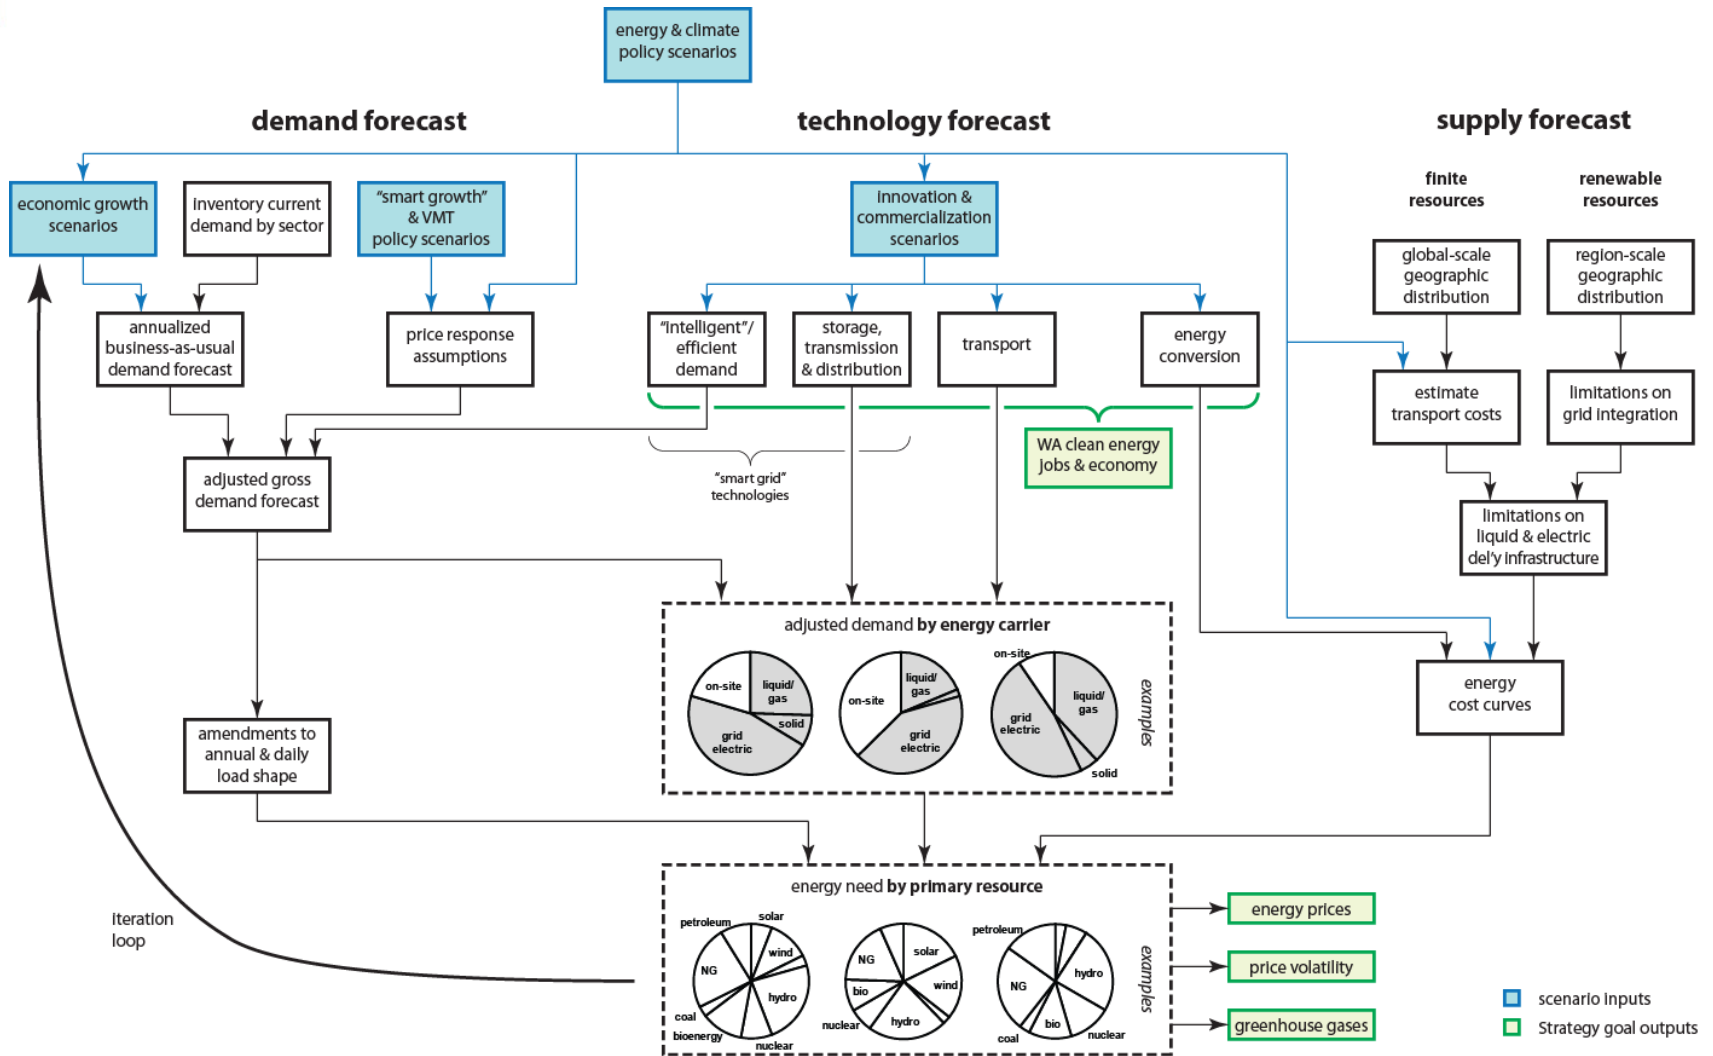 energy & climate
policy scenarios
demand forecast
technology forecast
supply forecast
finite
resources
renewable
resources
economic growth
scenarios
inventory current
demand by sector
"smart growth"
& VMT
policy scenarios
innovation &
commercialization
scenarios
global-scale
geographic
distribution
region-scale
geographic
distribution
annualized
business-as-usual
demand forecast
price response
assumptions
"intelligent"/
efficient
demand
storage,
transmission
& distribution
transport
energy
conversion
estimate
transport costs
limitations on
grid integration
WA clean energy
jobs & economy
"smart grid"
technologies
adjusted gross
demand forecast
limitations on
liquid & electric
del'y infrastructure
adjusted demand by energy carrier
on-site
liquid/
gas
solid
grid
electric
on-site
liquid/
gas
grid
electric
on-site
liquid/
gas
grid
electric
solid
examples
energy
cost curves
amendments to
annual & daily
load shape
iteration
loop
energy need by primary resource
petroleum
solar
wind
NG
hydro
coal
bioenergy
nuclear
NG
solar
bio
wind
nuclear
hydro
petroleum
hydro
NG
bio
coal
nuclear
examples
energy prices
price volatility
greenhouse gases
scenario inputs
Strategy goal outputs